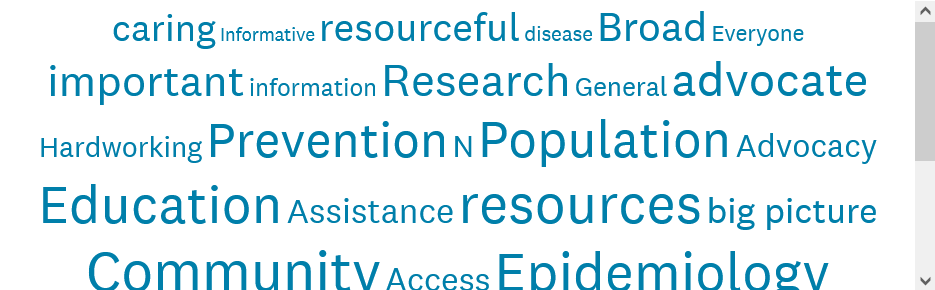 caring Informative resourceful disease Broad Everyone
important information Research General advocate
Hardworking Prevention N Population Advocacy
Education Assistance resources big picture
Community Access Epidemiology